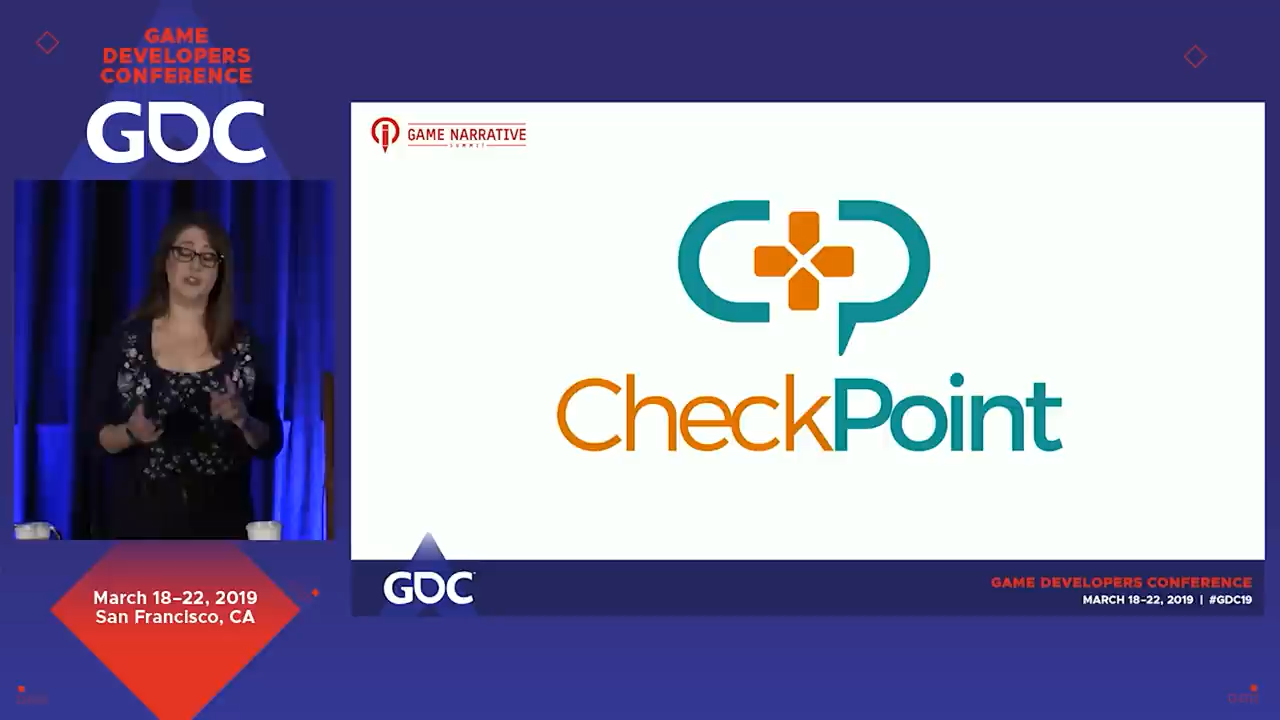 GAME
DEVELOPERS
CONFERENCE
GDC
GAME NARRATIVE
SUMMIT
CheckPoint
March 18–22, 2019
San Francisco, CA
GDC
GAME DEVELOPERS CONFERENCE
MARCH 18–22, 2019 | #GDC19